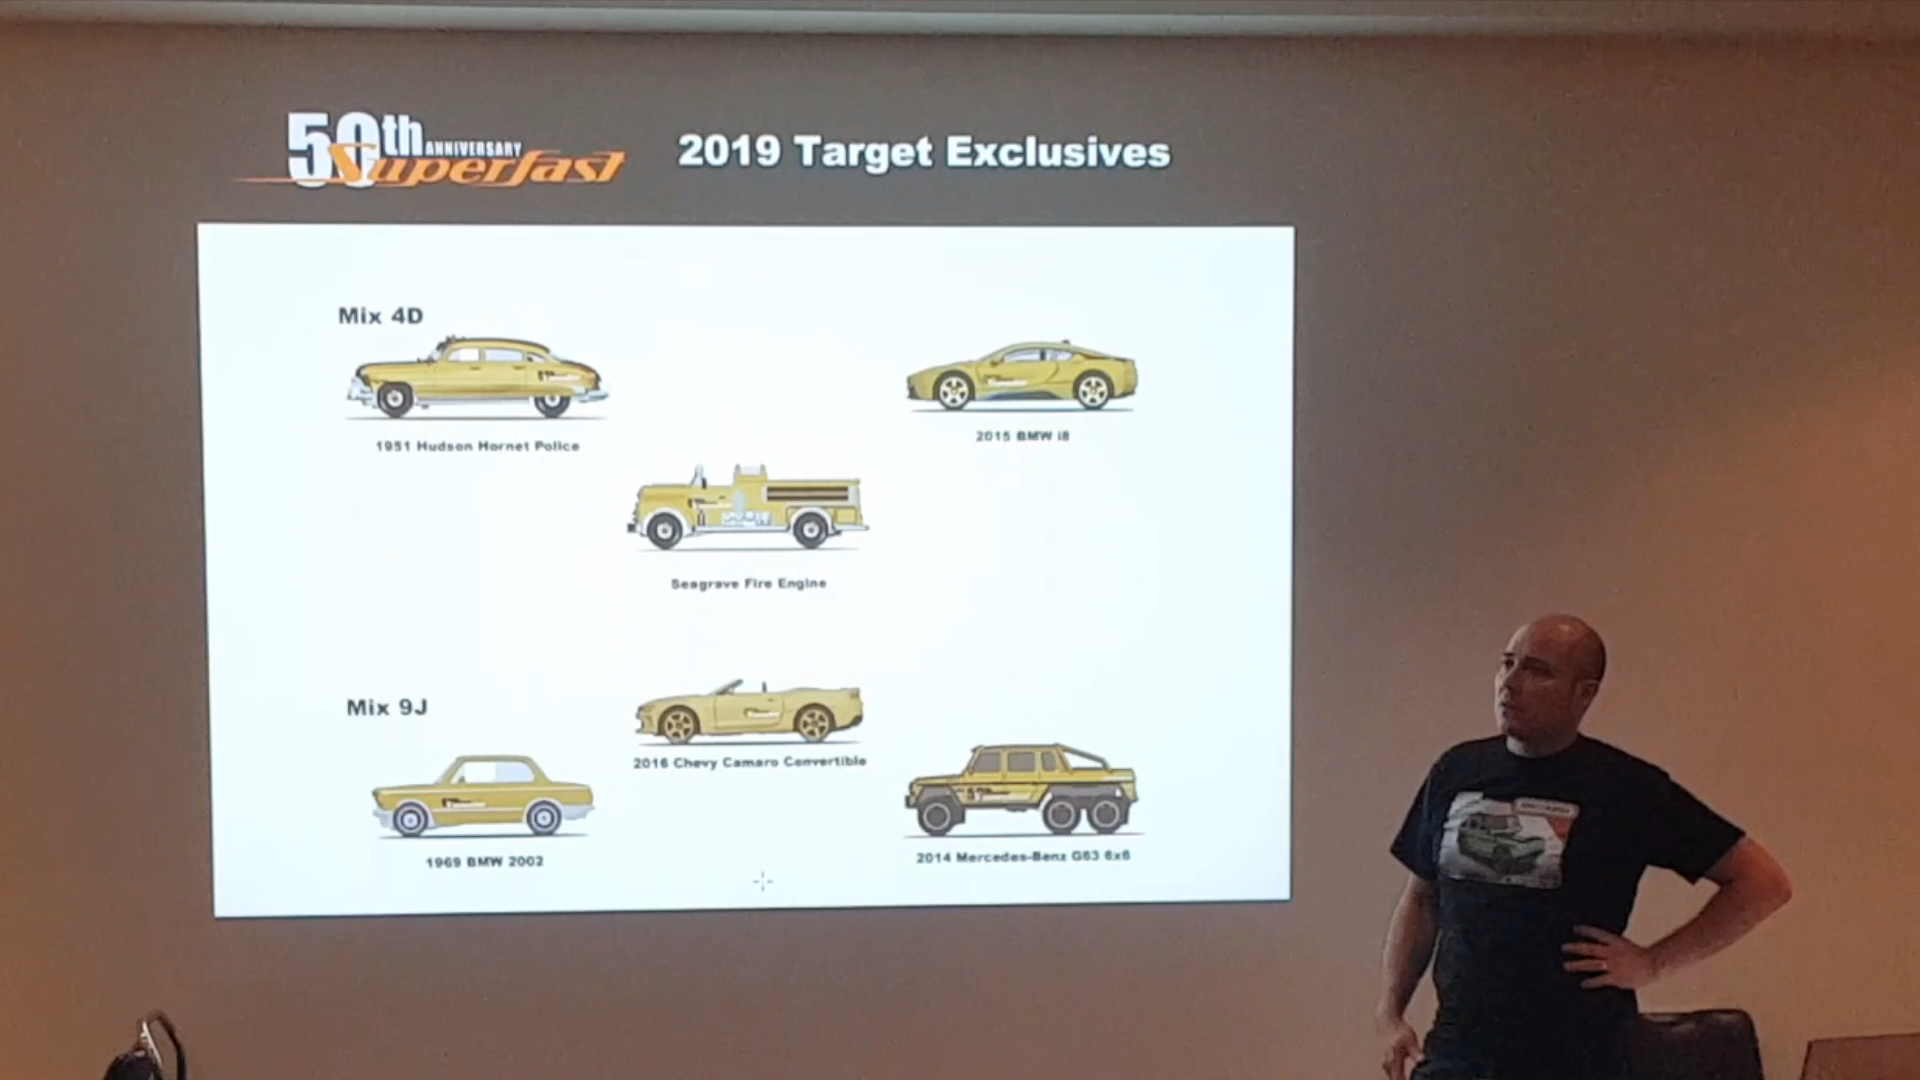 50th ANNIVERSARY
Superfast
2019 Target Exclusives
Mix 4D
1951 Hudson Hornet Police
2015 BMW i8
Seagrave Fire Engine
Mix 9J
2016 Chevy Camaro Convertible
1969 BMW 2002
2014 Mercedes-Benz G63 6x6